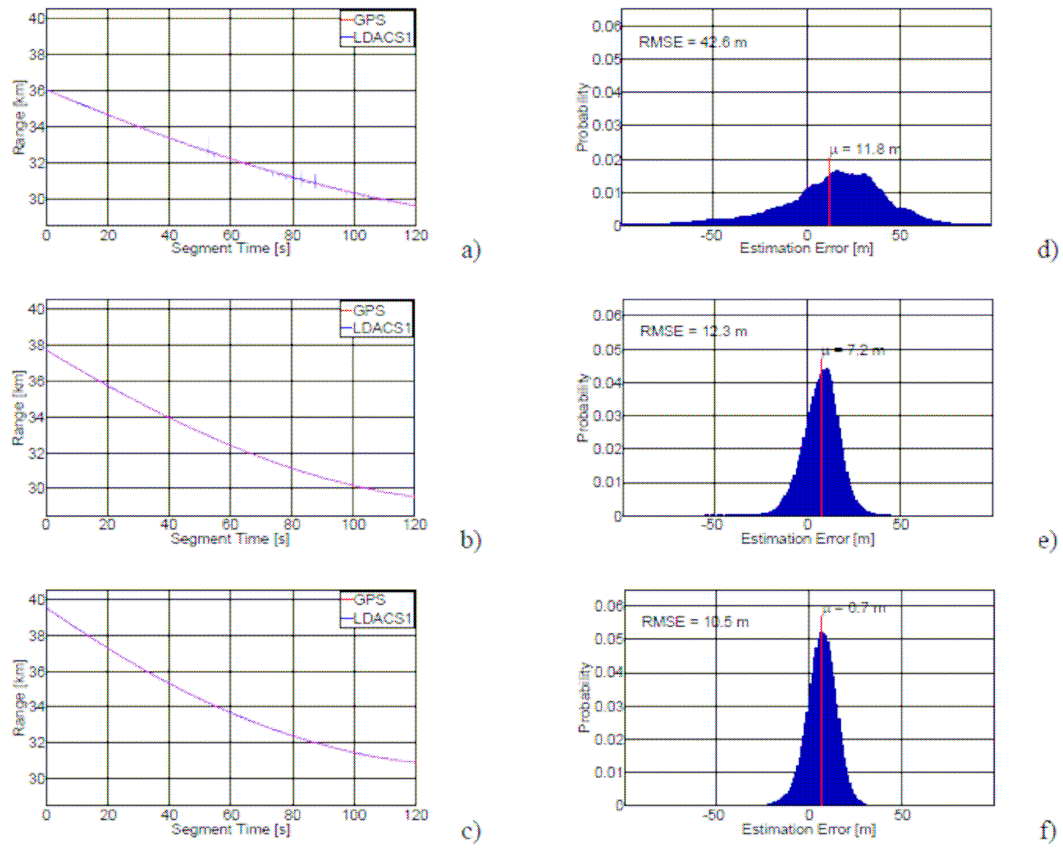 40
38
36
34
32
30
Range [km]
GPS
LDACS1
0 20 40 60 80 100 120
Segment Time [s]
a)
0.06
0.05
0.04
0.03
0.02
0.01
0
Probability
RMSE = 42.6 m
μ = 11.8 m
-50 0 50
Estimation Error [m]
d)
40
38
36
34
32
30
Range [km]
GPS
LDACS1
0 20 40 60 80 100 120
Segment Time [s]
b)
0.06
0.05
0.04
0.03
0.02
0.01
0
Probability
RMSE = 12.3 m
μ = 7.2 m
-50 0 50
Estimation Error [m]
e)
40
38
36
34
32
30
Range [km]
GPS
LDACS1
0 20 40 60 80 100 120
Segment Time [s]
c)
0.06
0.05
0.04
0.03
0.02
0.01
0
Probability
RMSE = 10.5 m
μ = 6.7 m
-50 0 50
Estimation Error [m]
f)